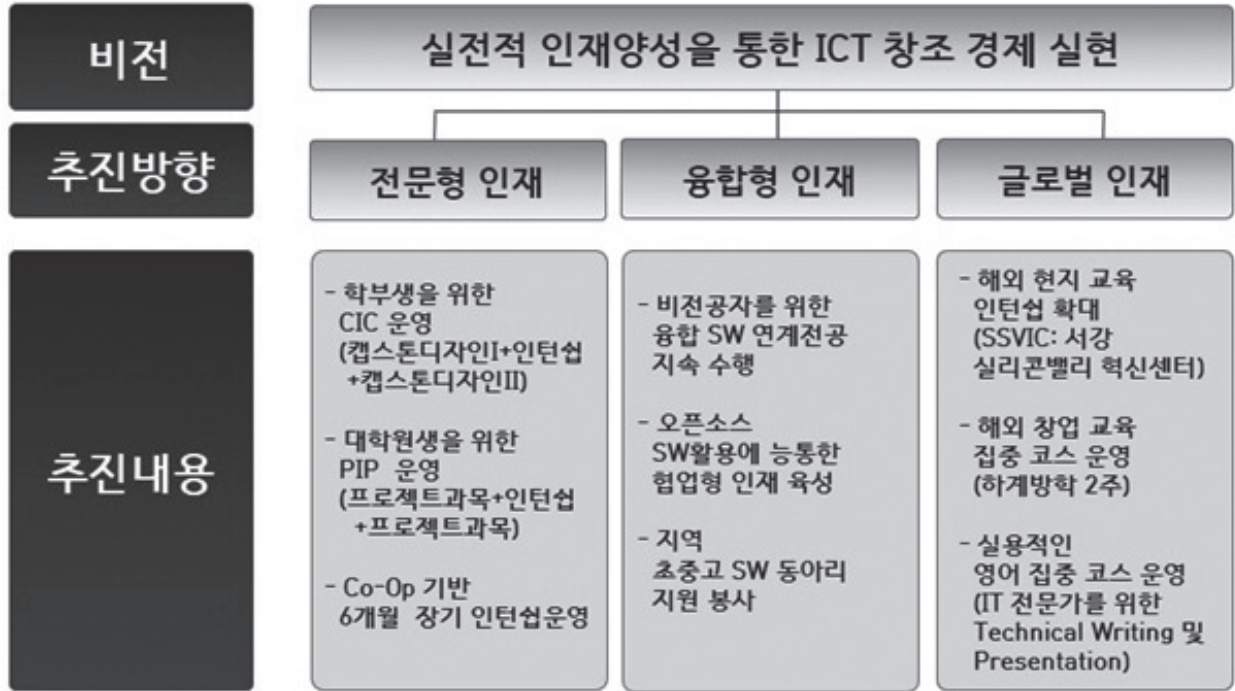 비전
실전적 인재양성을 통한 ICT 창조 경제 실현
추진방향
전문형 인재
융합형 인재
글로벌 인재
추진내용
- 학부생을 위한
CIC 운영
(캡스톤디자인I+인턴쉽
+캡스톤디자인II)
- 대학원생을 위한
PIP 운영
(프로젝트과목+인턴쉽
+프로젝트과목)
- Co-Op 기반
6개월 장기 인턴쉽운영
- 비전공자를 위한
융합 SW 연계전공
지속 수행
- 오픈소스
SW활용에 능통한
협업형 인재 육성
- 지역
초중고 SW 동아리
지원 봉사
- 해외 현지 교육
인턴쉽 확대
(SSVIC: 서강
실리콘밸리 혁신센터)
- 해외 창업 교육
집중 코스 운영
(하계방학 2주)
- 실용적인
영어 집중 코스 운영
(IT 전문가를 위한
Technical Writing 및
Presentation)